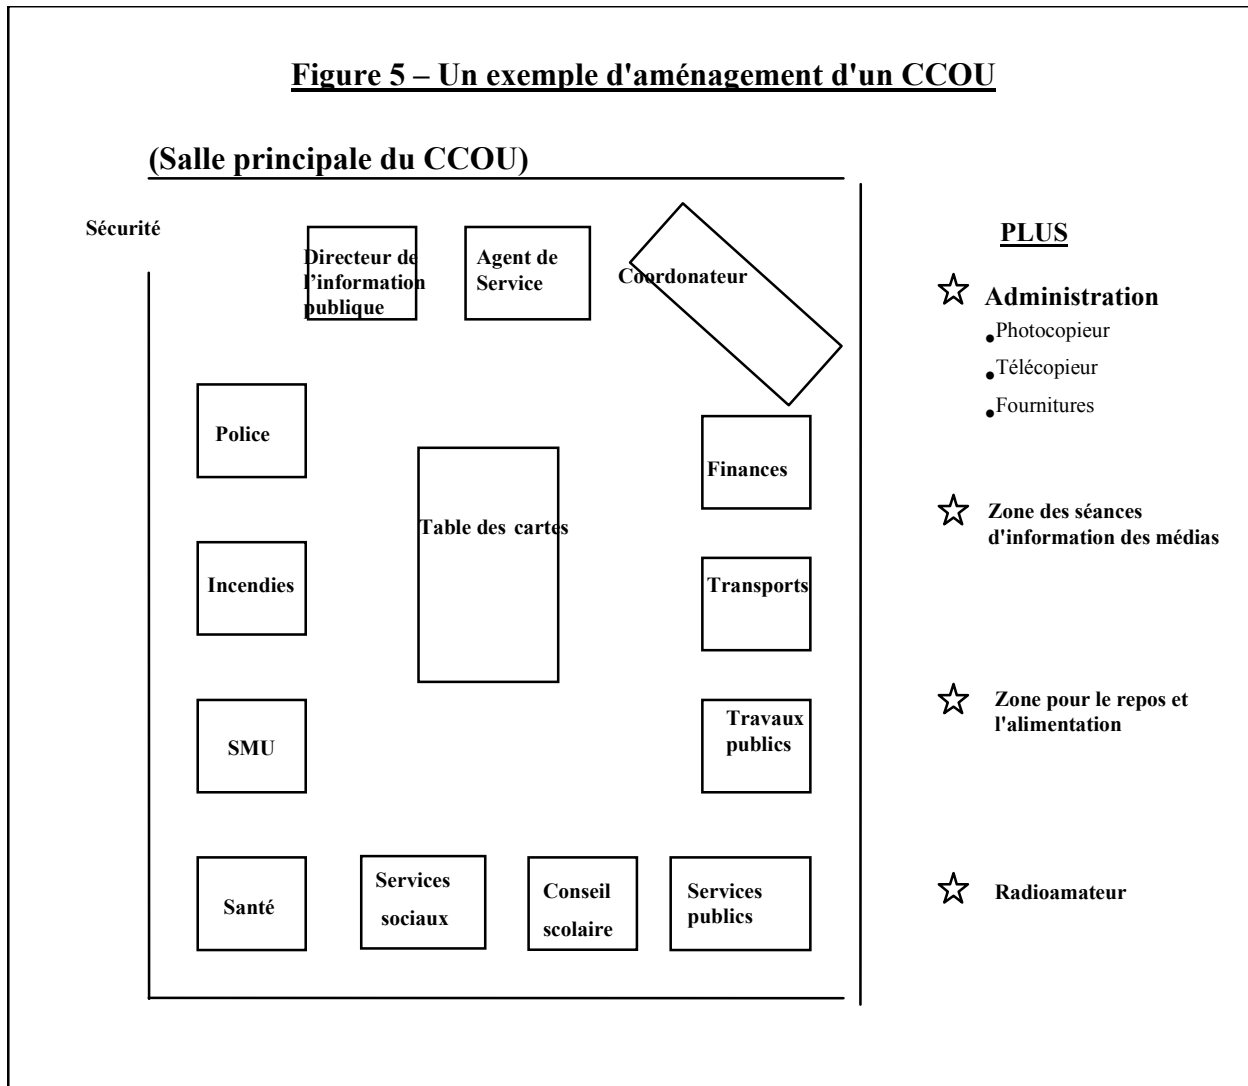 Figure 5 – Un exemple d'aménagement d'un CCOU
(Salle principale du CCOU)
Sécurité
Directeur de
l'information
publique
Agent de
Service
Coordonateur
Police
Incendies
SMU
Santé
Table des cartes
Finances
Transports
Travaux
publics
Services
sociaux
Conseil
scolaire
Services
publics
PLUS
Administration
•Photocopieur
•Télécopieur
•Fournitures
Zone des séances
d'information des médias
Zone pour le repos et
l'alimentation
Radioamateur